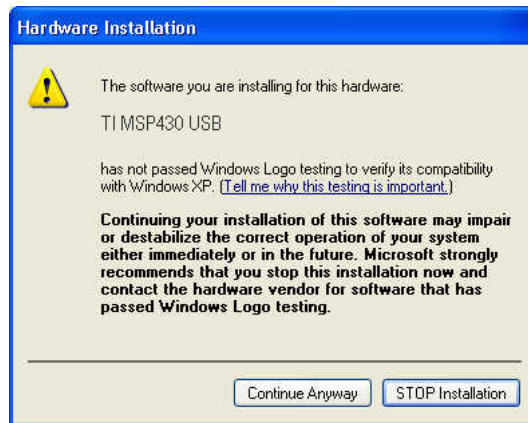 Hardware Installation
The software you are installing for this hardware:
TI MSP430 USB
has not passed Windows Logo testing to verify its compatibility
with Windows XP. (Tell me why this testing is important.)
Continuing your installation of this software may impair
or destabilize the correct operation of your system
either immediately or in the future. Microsoft strongly
recommends that you stop this installation now and
contact the hardware vendor for software that has
passed Windows Logo testing.
Continue Anyway
STOP Installation